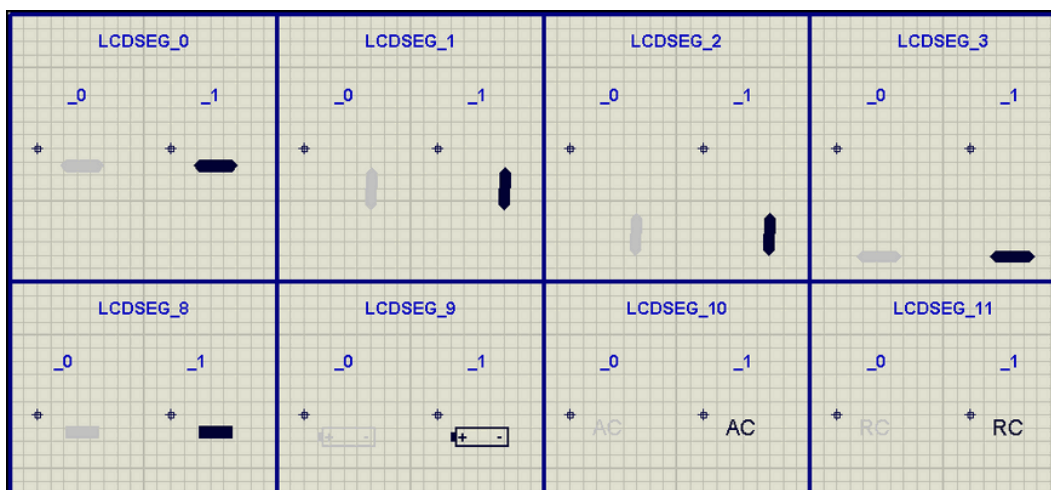 LCDSEG_0 LCDSEG_1 LCDSEG_2 LCDSEG_3
_0 _1 _0 _1 _0 _1 _0 _1
LCDSEG_8 LCDSEG_9 LCDSEG_10 LCDSEG_11
_0 _1 _0 _1 _0 _1 _0 _1
+ - + - AC AC RC RC